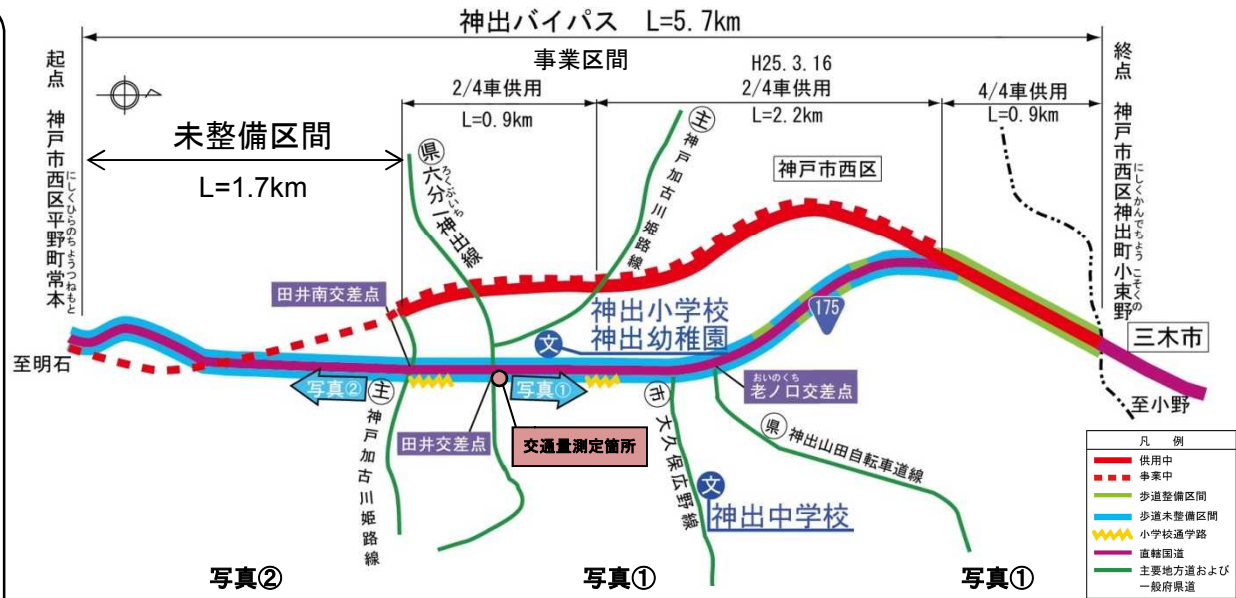 神出バイパス L=5.7km
事業区間
起点 神戸市西区平野町常本
にしくひらのちょうつねもと
終点 神戸市西区神出町小束野
にしくかんでちょう こそくの
H25.3.16
2/4車供用
L=0.9km
2/4車供用
L=2.2km
4/4車供用
L=0.9km
未整備区間
L=1.7km
県 六分一神出線
ろくぶいち
主 神戸加古川姫路線
神戸市西区
田井南交差点
神出小学校
神出幼稚園
文
175
三木市
至明石
至小野
写真②
写真①
おいのくち
老ノ口交差点
主 神戸加古川姫路線
田井交差点
交通量測定箇所
市 大久保広野線
県 神出山田自転車道線
文
神出中学校
凡 例
供用中
事業中
歩道整備区間
歩道未整備区間
小学校通学路
直轄国道
主要地方道および
一般府県道
写真②
写真①
写真①